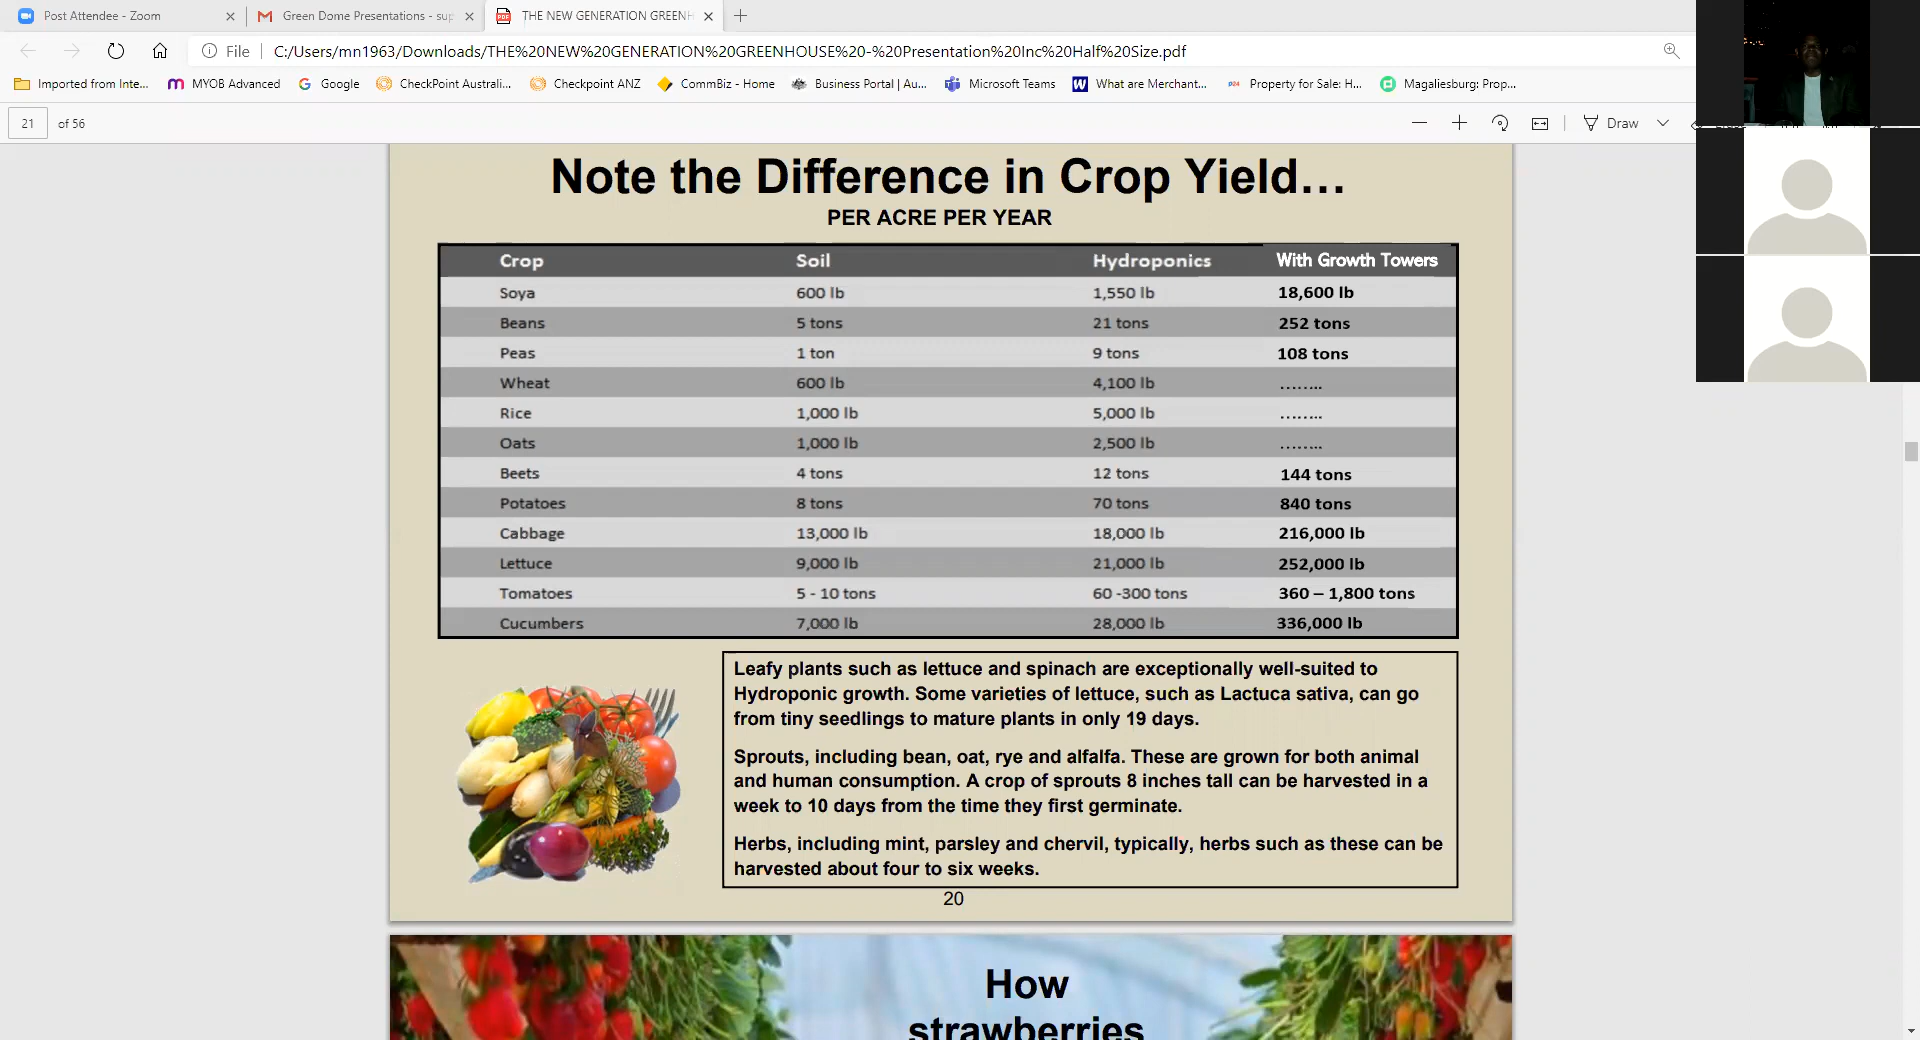 Post Attendee - Zoom
Green Dome Presentations - sup
THE NEW GENERATION GREENH
File
C:/Users/mn1963/Downloads/THE%20NEW%20GENERATION%20GREENHOUSE%20-%20Presentation%20Inc%20Half%20Size.pdf
Imported from Inte... MYOB Advanced Google CheckPoint Australi... Checkpoint ANZ CommBiz - Home Business Portal | Au... Microsoft Teams What are Merchant... Property for Sale: H... Magaliesburg: Prop...
21 of 56 Draw
Note the Difference in Crop Yield...
PER ACRE PER YEAR
Crop Soil Hydroponics With Growth Towers
Soya 600 lb 1,550 lb 18,600 lb
Beans 5 tons 21 tons 252 tons
Peas 1 ton 9 tons 108 tons
Wheat 600 lb 4,100 lb ........
Rice 1,000 lb 5,000 lb ........
Oats 1,000 lb 2,500 lb ........
Beets 4 tons 12 tons 144 tons
Potatoes 8 tons 70 tons 840 tons
Cabbage 13,000 lb 18,000 lb 216,000 lb
Lettuce 9,000 lb 21,000 lb 252,000 lb
Tomatoes 5 - 10 tons 60 -300 tons 360 – 1,800 tons
Cucumbers 7,000 lb 28,000 lb 336,000 lb
Leafy plants such as lettuce and spinach are exceptionally well-suited to
Hydroponic growth. Some varieties of lettuce, such as Lactuca sativa, can go
from tiny seedlings to mature plants in only 19 days.
Sprouts, including bean, oat, rye and alfalfa. These are grown for both animal
and human consumption. A crop of sprouts 8 inches tall can be harvested in a
week to 10 days from the time they first germinate.
Herbs, including mint, parsley and chervil, typically, herbs such as these can be
harvested about four to six weeks.
20
How
strawberries